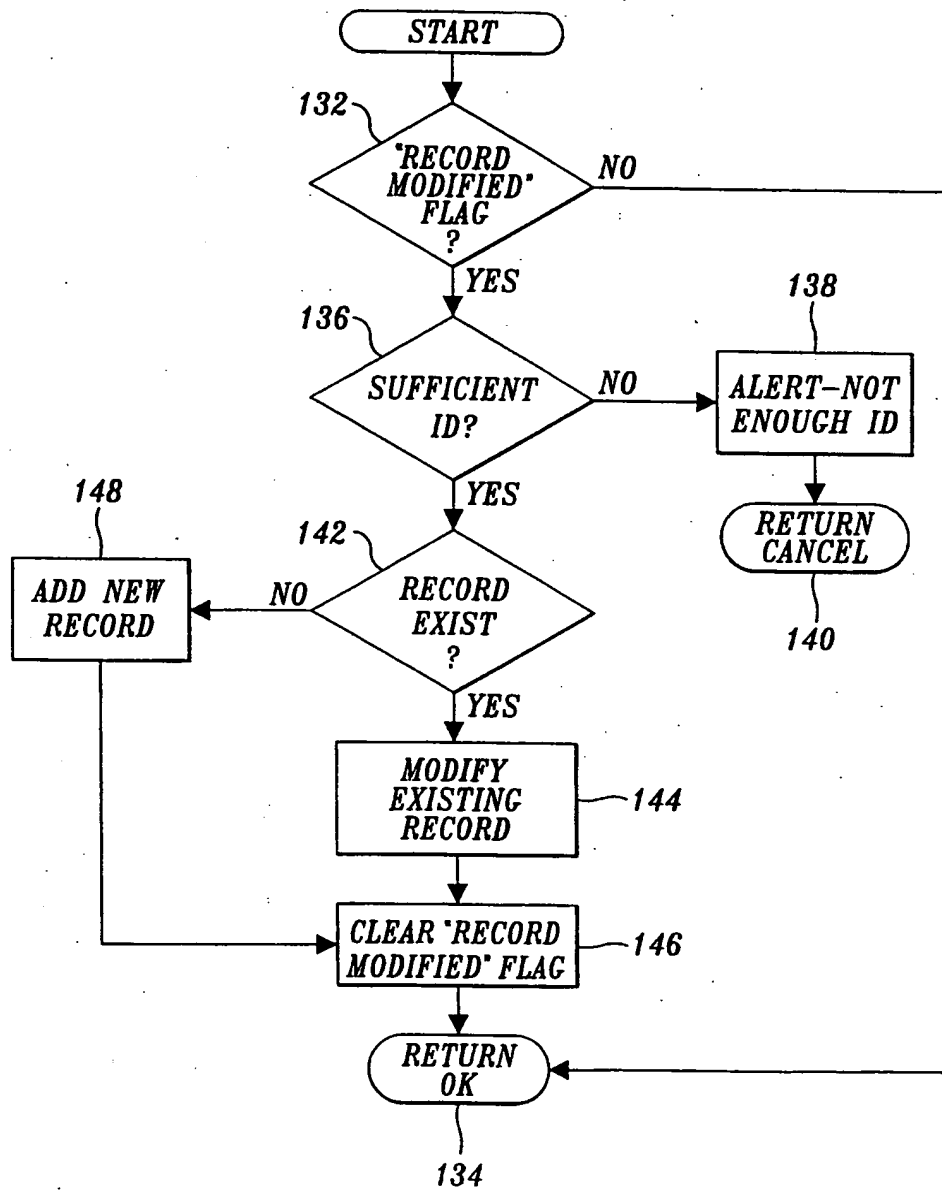 START
132
"RECORD
MODIFIED"
FLAG
?
NO
YES
136
SUFFICIENT
ID?
NO
138
ALERT-NOT
ENOUGH ID
RETURN
CANCEL
140
YES
142
RECORD
EXIST
?
NO
148
ADD NEW
RECORD
YES
MODIFY
EXISTING
RECORD
144
CLEAR "RECORD
MODIFIED" FLAG
146
RETURN
OK
134